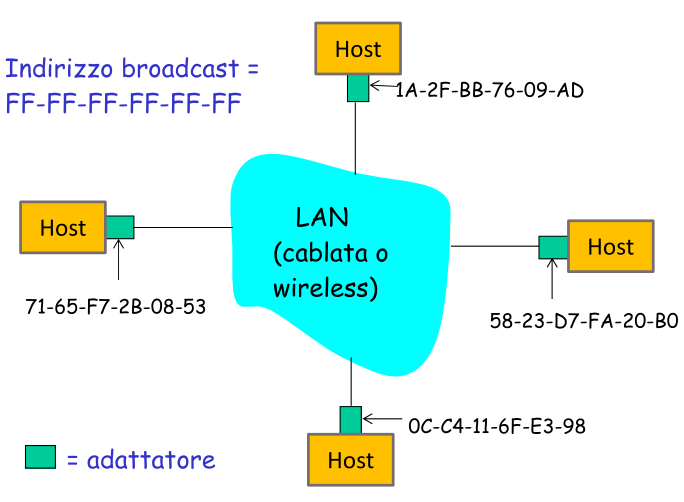 Host
Indirizzo broadcast =
FF-FF-FF-FF-FF-FF
1A-2F-BB-76-09-AD
Host
LAN
(cablata o
wireless)
Host
71-65-F7-2B-08-53
58-23-D7-FA-20-B0
0C-C4-11-6F-E3-98
= adattatore
Host